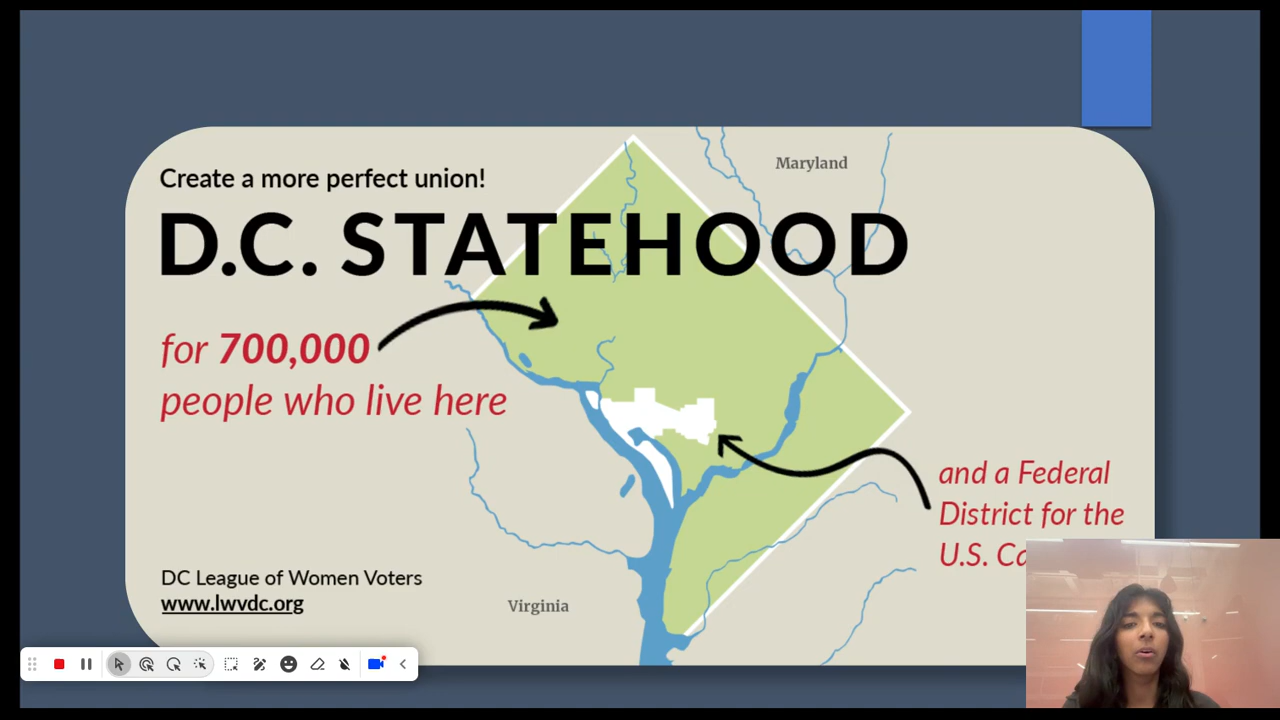 Create a more perfect union!
Maryland
D.C. STATEHOOD
for 700,000
people who live here
and a Federal
District for the
U.S.
DC League of Women Voters
www.lwvdc.org
Virginia